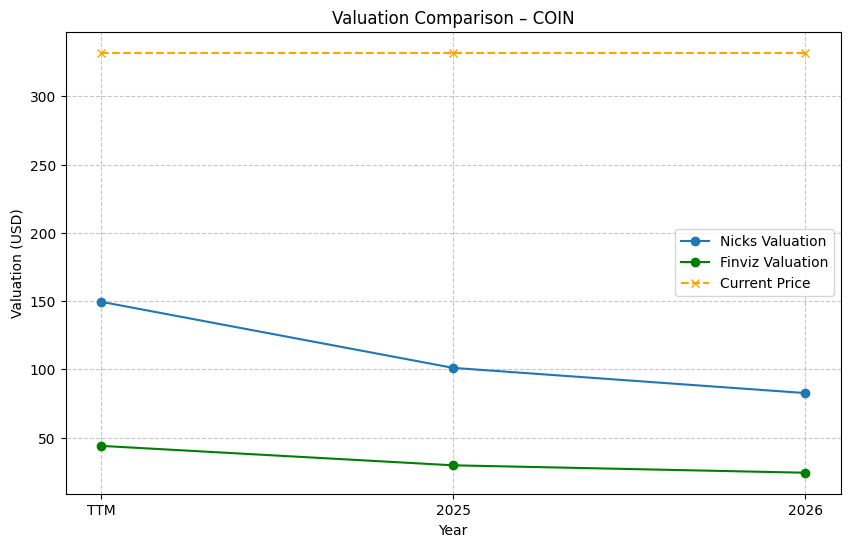 Valuation Comparison – COIN
Valuation (USD)
300
250
200
150
100
50
Nicks Valuation
Finviz Valuation
Current Price
TTM
2025
2026
Year